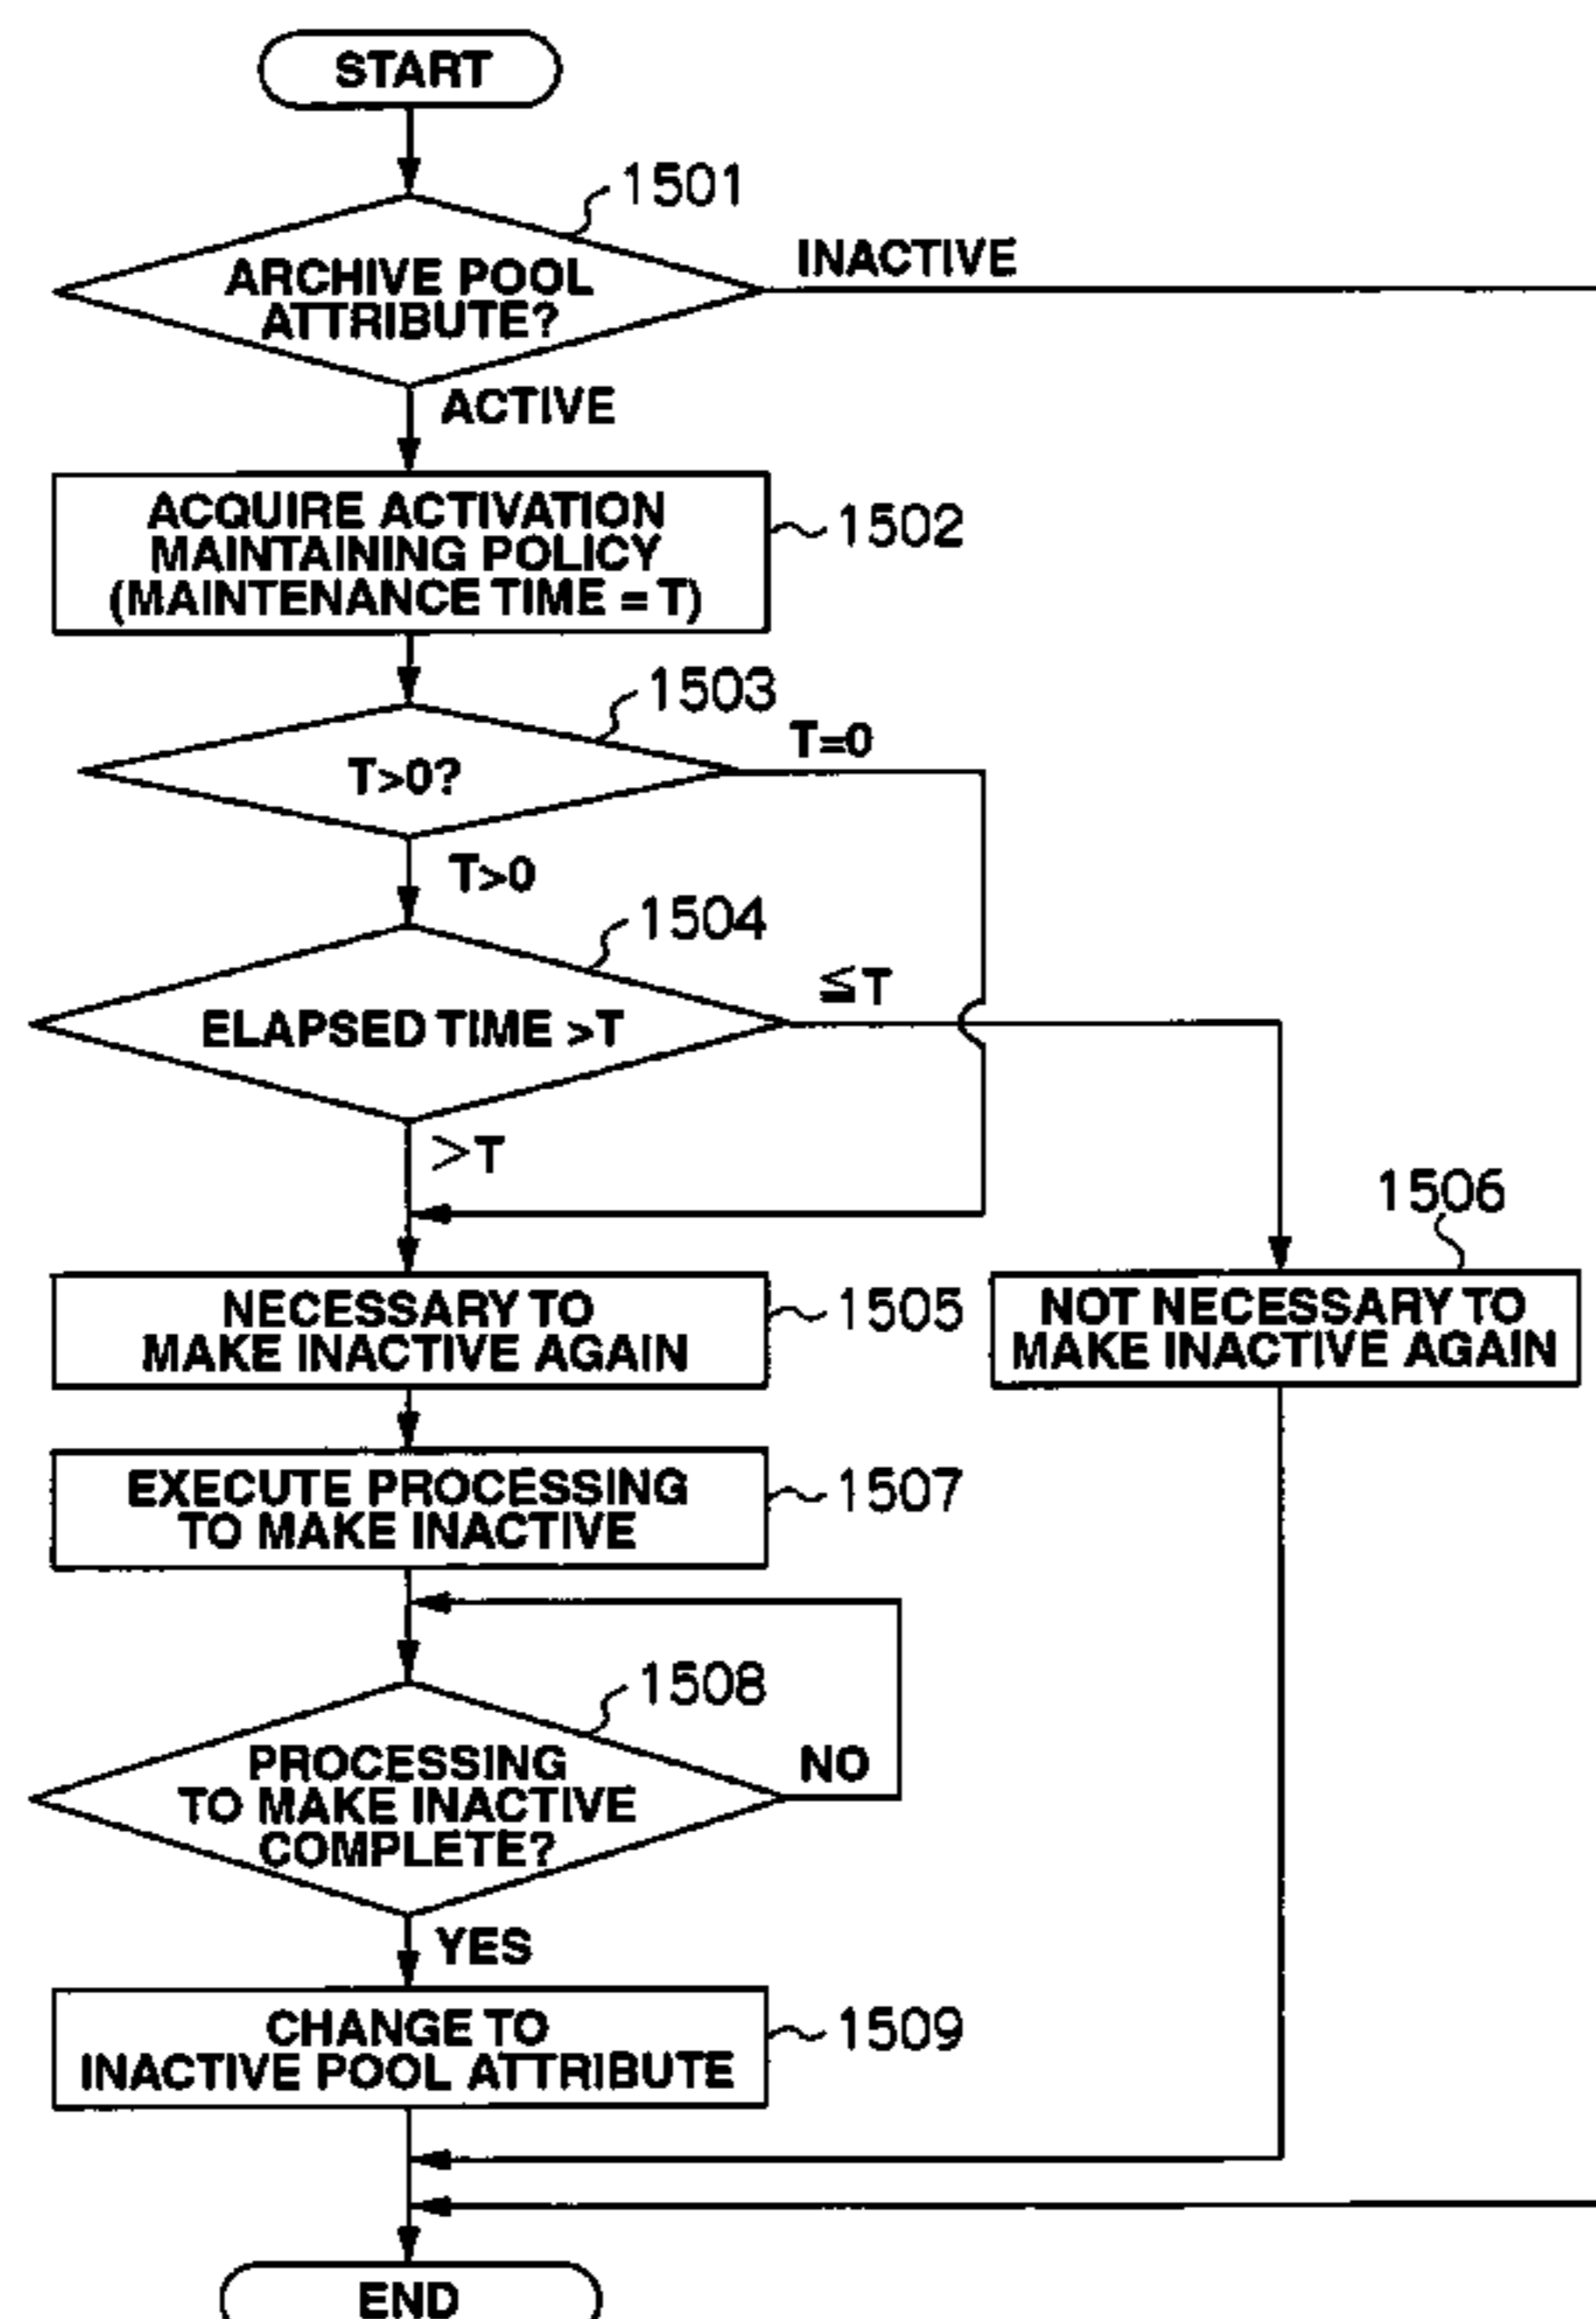 START
1501
ARCHIVE POOL
ATTRIBUTE?
INACTIVE
ACTIVE
ACQUIRE ACTIVATION
MAINTAINING POLICY
(MAINTENANCE TIME = T)
1502
1503
T>0?
T=0
T>0
1504
ELAPSED TIME >T
≦T
>T
NECESSARY TO
MAKE INACTIVE AGAIN
1505
1506
NOT NECESSARY TO
MAKE INACTIVE AGAIN
EXECUTE PROCESSING
TO MAKE INACTIVE
1507
1508
PROCESSING
TO MAKE INACTIVE
COMPLETE?
NO
YES
CHANGE TO
INACTIVE POOL ATTRIBUTE
1509
END